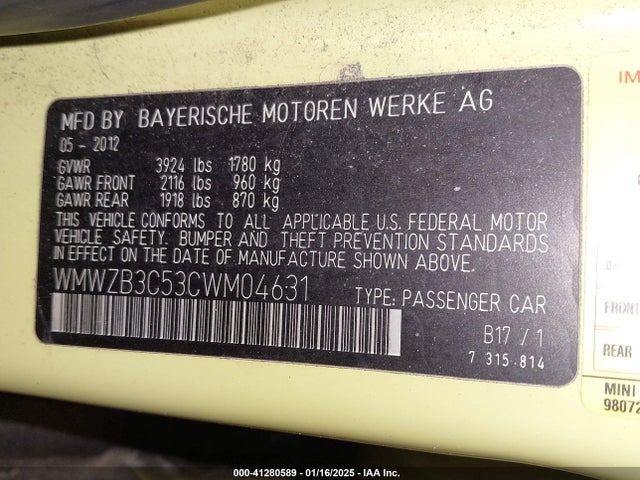 MFD BY BAYERISCHE MOTOREN WERKE AG
05 - 2012
GVWR 3924 lbs 1780 kg
GAWR FRONT 2116 lbs 960 kg
GAWR REAR 1918 lbs 870 kg
THIS VEHICLE CONFORMS TO ALL APPLICABLE U.S. FEDERAL MOTOR
VEHICLE SAFETY, BUMPER AND THEFT PREVENTION STANDARDS
IN EFFECT ON THE DATE OF MANUFACTURE SHOWN ABOVE.
WMWZB3C53CWM04631 TYPE: PASSENGER CAR
B17 / 1
7 315.814
IM
FRONT
REAR
MINI
98072
000-41280589 - 01/16/2025 - IAA Inc.